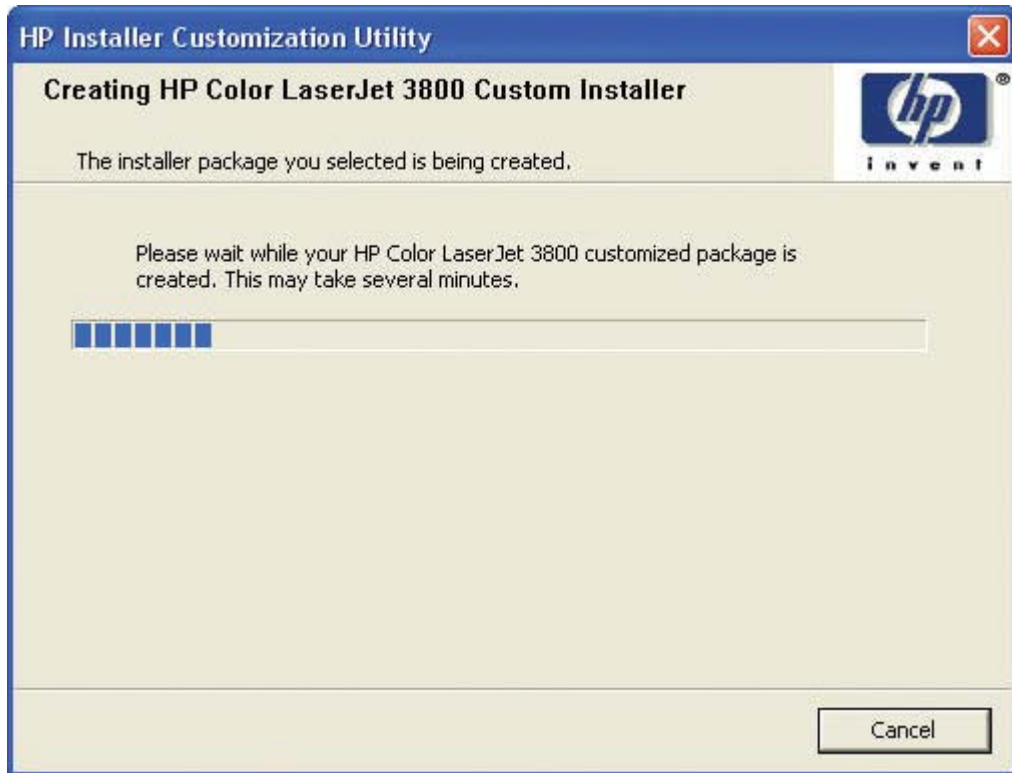 HP Installer Customization Utility
Creating HP Color LaserJet 3800 Custom Installer
The installer package you selected is being created.
hp
®
invent
Please wait while your HP Color LaserJet 3800 customized package is
created. This may take several minutes.
Cancel